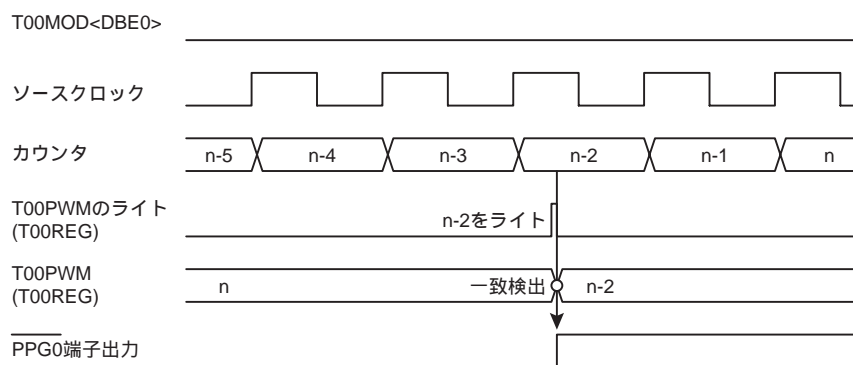 T00MOD<DBE0>
ソースクロック
カウンタ n-5 n-4 n-3 n-2 n-1 n
T00PWMのライト
(T00REG)
n-2をライト
T00PWM
(T00REG)
n 一致検出 n-2
PPG0端子出力